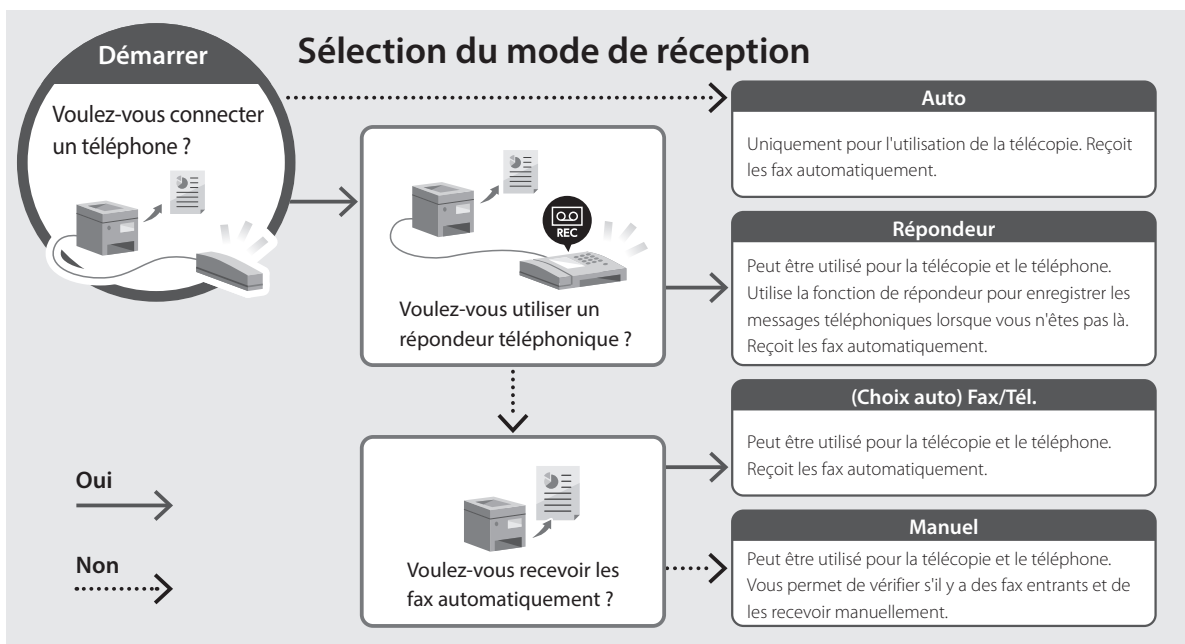 Sélection du mode de réception
Démarrer
Voulez-vous connecter
un téléphone ?
REC
Voulez-vous utiliser un
répondeur téléphonique ?
Voulez-vous recevoir les
fax automatiquement ?
Auto
Uniquement pour l'utilisation de la télécopie. Reçoit
les fax automatiquement.
Répondeur
Peut être utilisé pour la télécopie et le téléphone.
Utilise la fonction de répondeur pour enregistrer les
messages téléphoniques lorsque vous n'êtes pas là.
Reçoit les fax automatiquement.
(Choix auto) Fax/Tél.
Peut être utilisé pour la télécopie et le téléphone.
Reçoit les fax automatiquement.
Manuel
Peut être utilisé pour la télécopie et le téléphone.
Vous permet de vérifier s'il y a des fax entrants et de
les recevoir manuellement.
Oui
Non